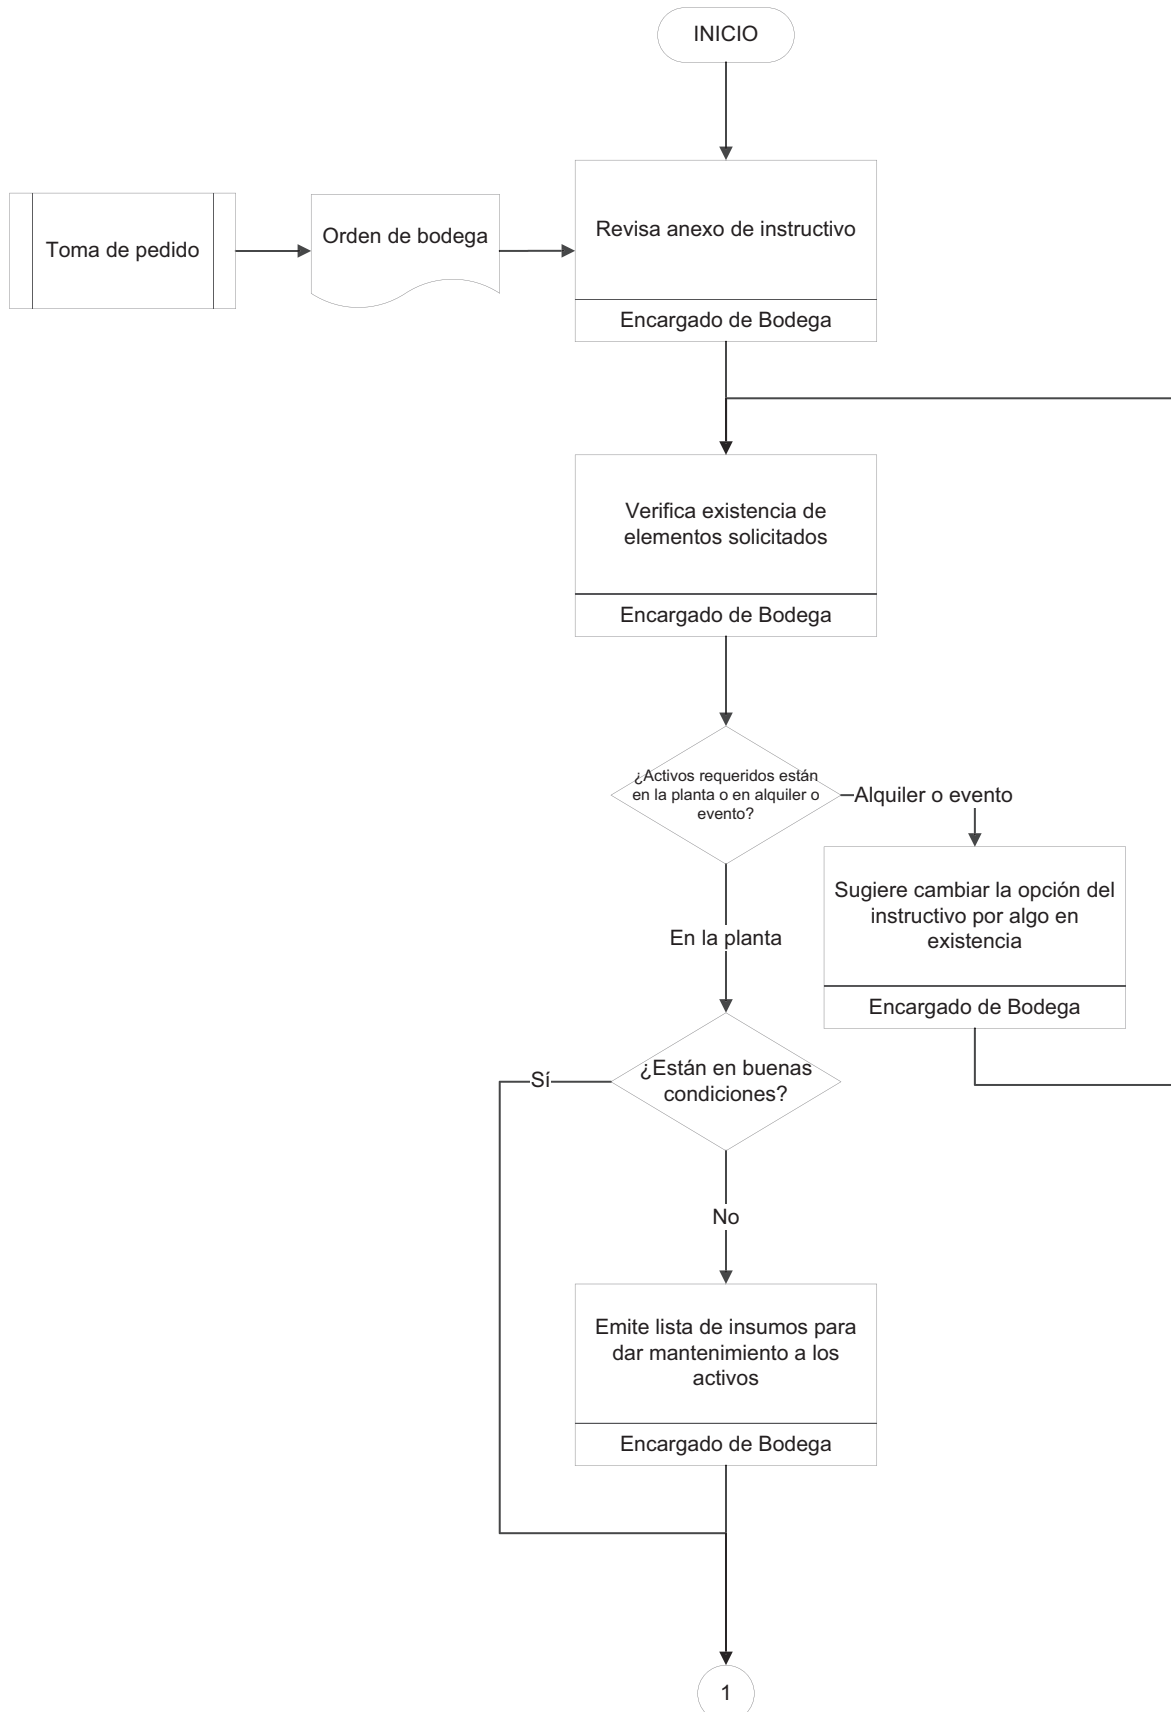 INICIO
Toma de pedido
Orden de bodega
Revisa anexo de instructivo
Encargado de Bodega
Verifica existencia de
elementos solicitados
Encargado de Bodega
¿Activos requeridos están
en la planta o en alquiler o
evento?
Alquiler o evento
Sugiere cambiar la opción del
instructivo por algo en
existencia
Encargado de Bodega
En la planta
¿Están en buenas
condiciones?
Sí
No
Emite lista de insumos para
dar mantenimiento a los
activos
Encargado de Bodega
1